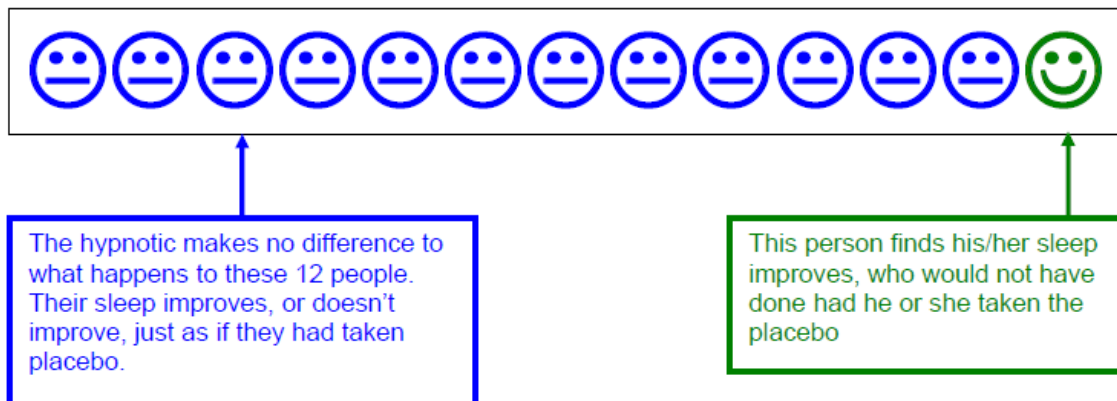 The hypnotic makes no difference to
what happens to these 12 people.
Their sleep improves, or doesn't
improve, just as if they had taken
placebo.
This person finds his/her sleep
improves, who would not have
done had he or she taken the
placebo